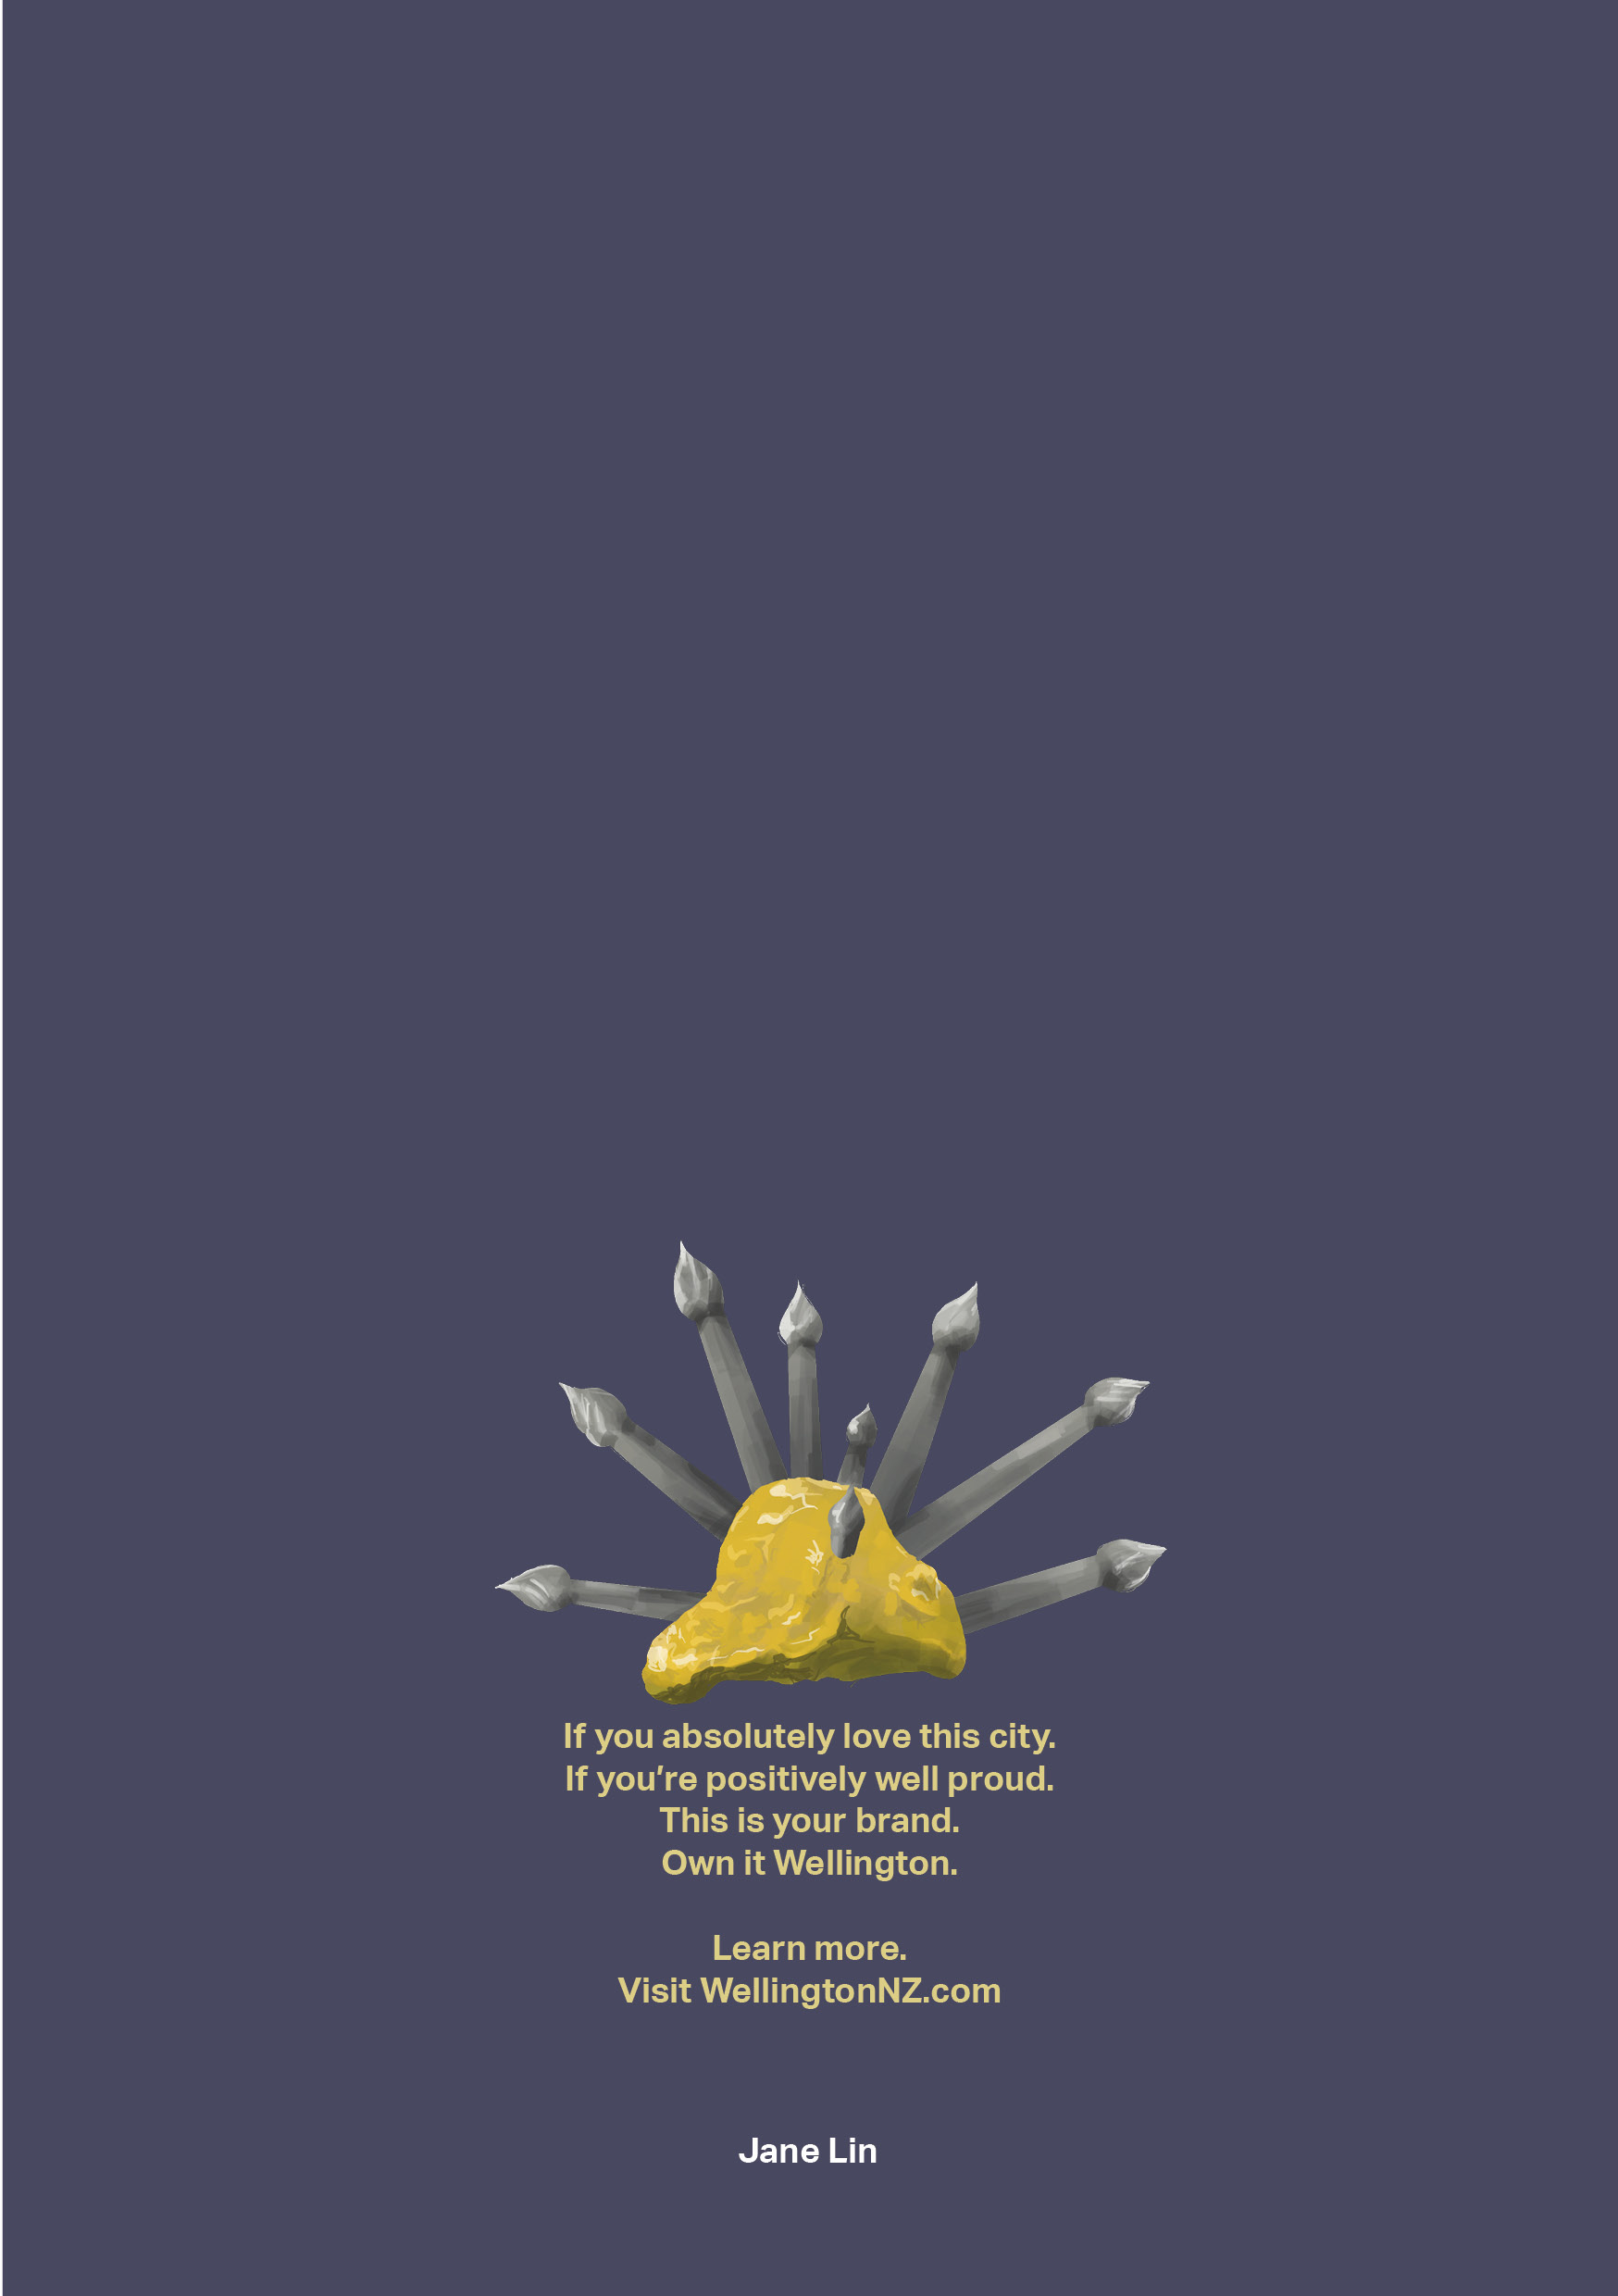 If you absolutely love this city.
If you’re positively well proud.
This is your brand.
Own it Wellington.
Learn more.
Visit WellingtonNZ.com
Jane Lin